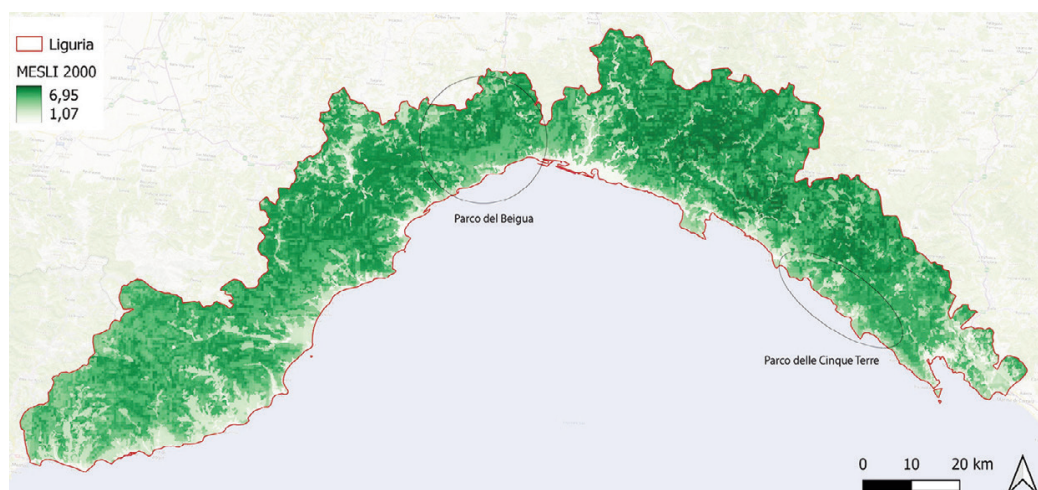 Liguria
MESLI 2000
6,95
1,07
Parco del Beigua
Parco delle Cinque Terre
0 10 20 km